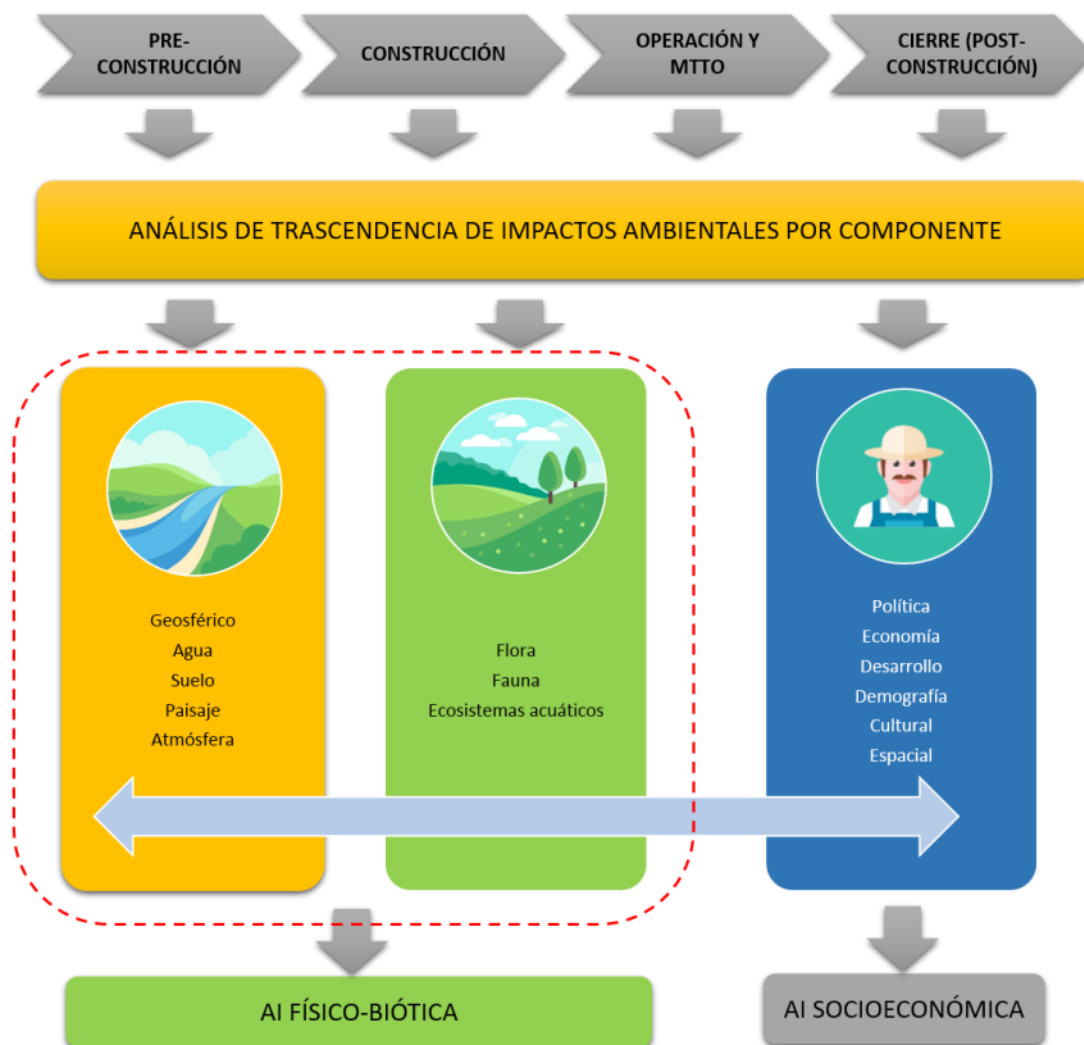 PRE-
CONSTRUCCIÓN
CONSTRUCCIÓN
OPERACIÓN Y
MTTO
CIERRE (POST-
CONSTRUCCIÓN)
ANÁLISIS DE TRASCENDENCIA DE IMPACTOS AMBIENTALES POR COMPONENTE
Geosférico
Agua
Suelo
Paisaje
Atmósfera
Flora
Fauna
Ecosistemas acuáticos
Política
Economía
Desarrollo
Demografía
Cultural
Espacial
AI FÍSICO-BIÓTICA
AI SOCIOECONÓMICA